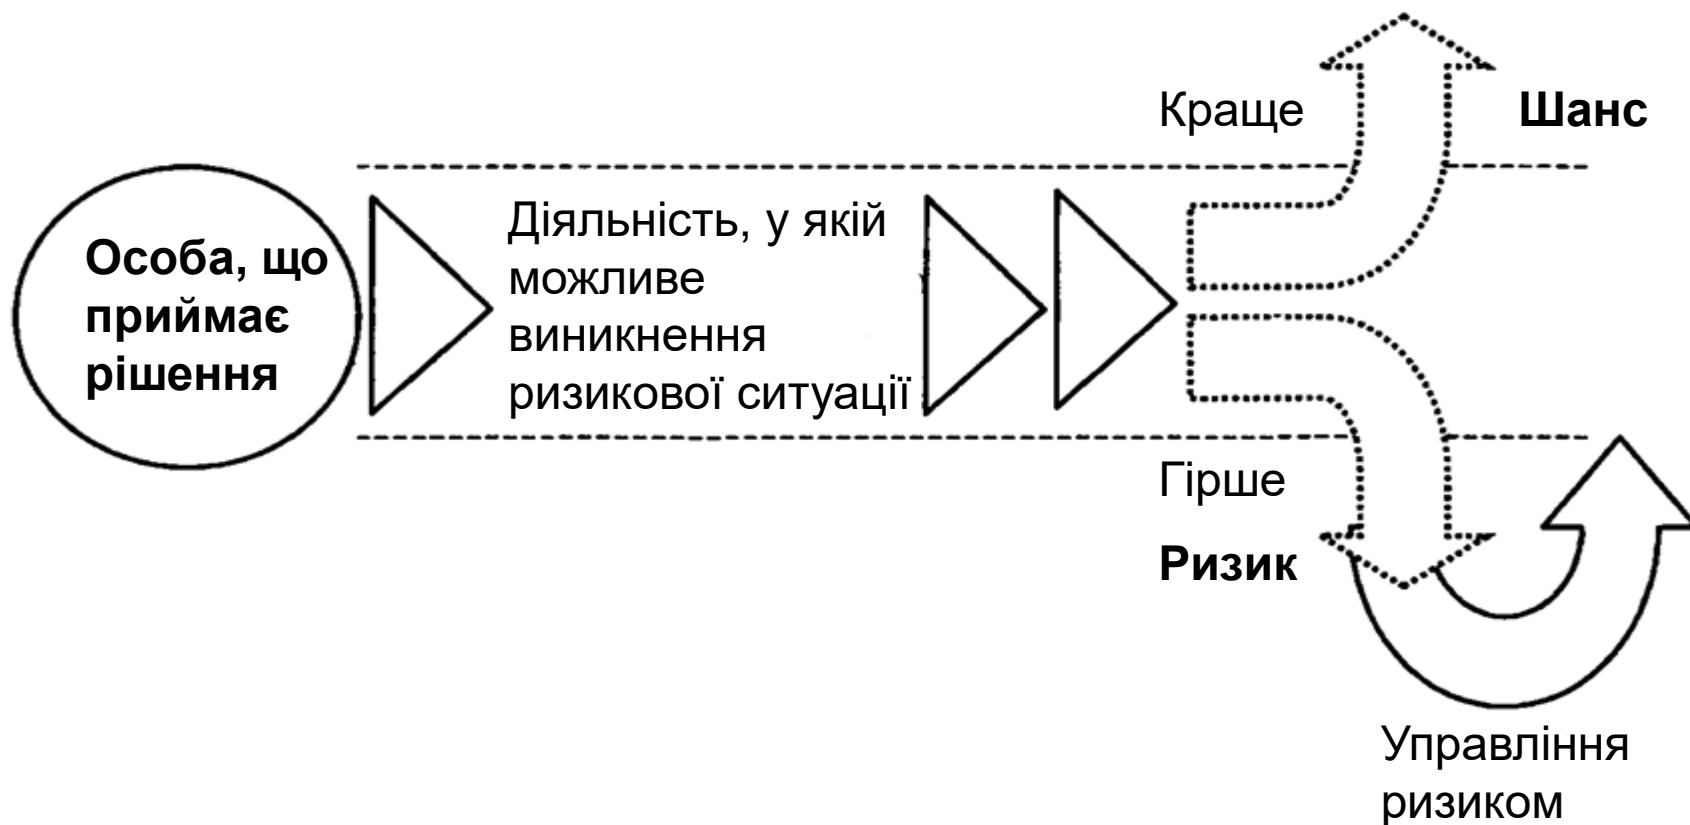 Особа, що
приймає
рішення
Діяльність, у якій
можливе
виникнення
ризикової ситуації
Краще
Шанс
Гірше
Ризик
Управління
ризиком